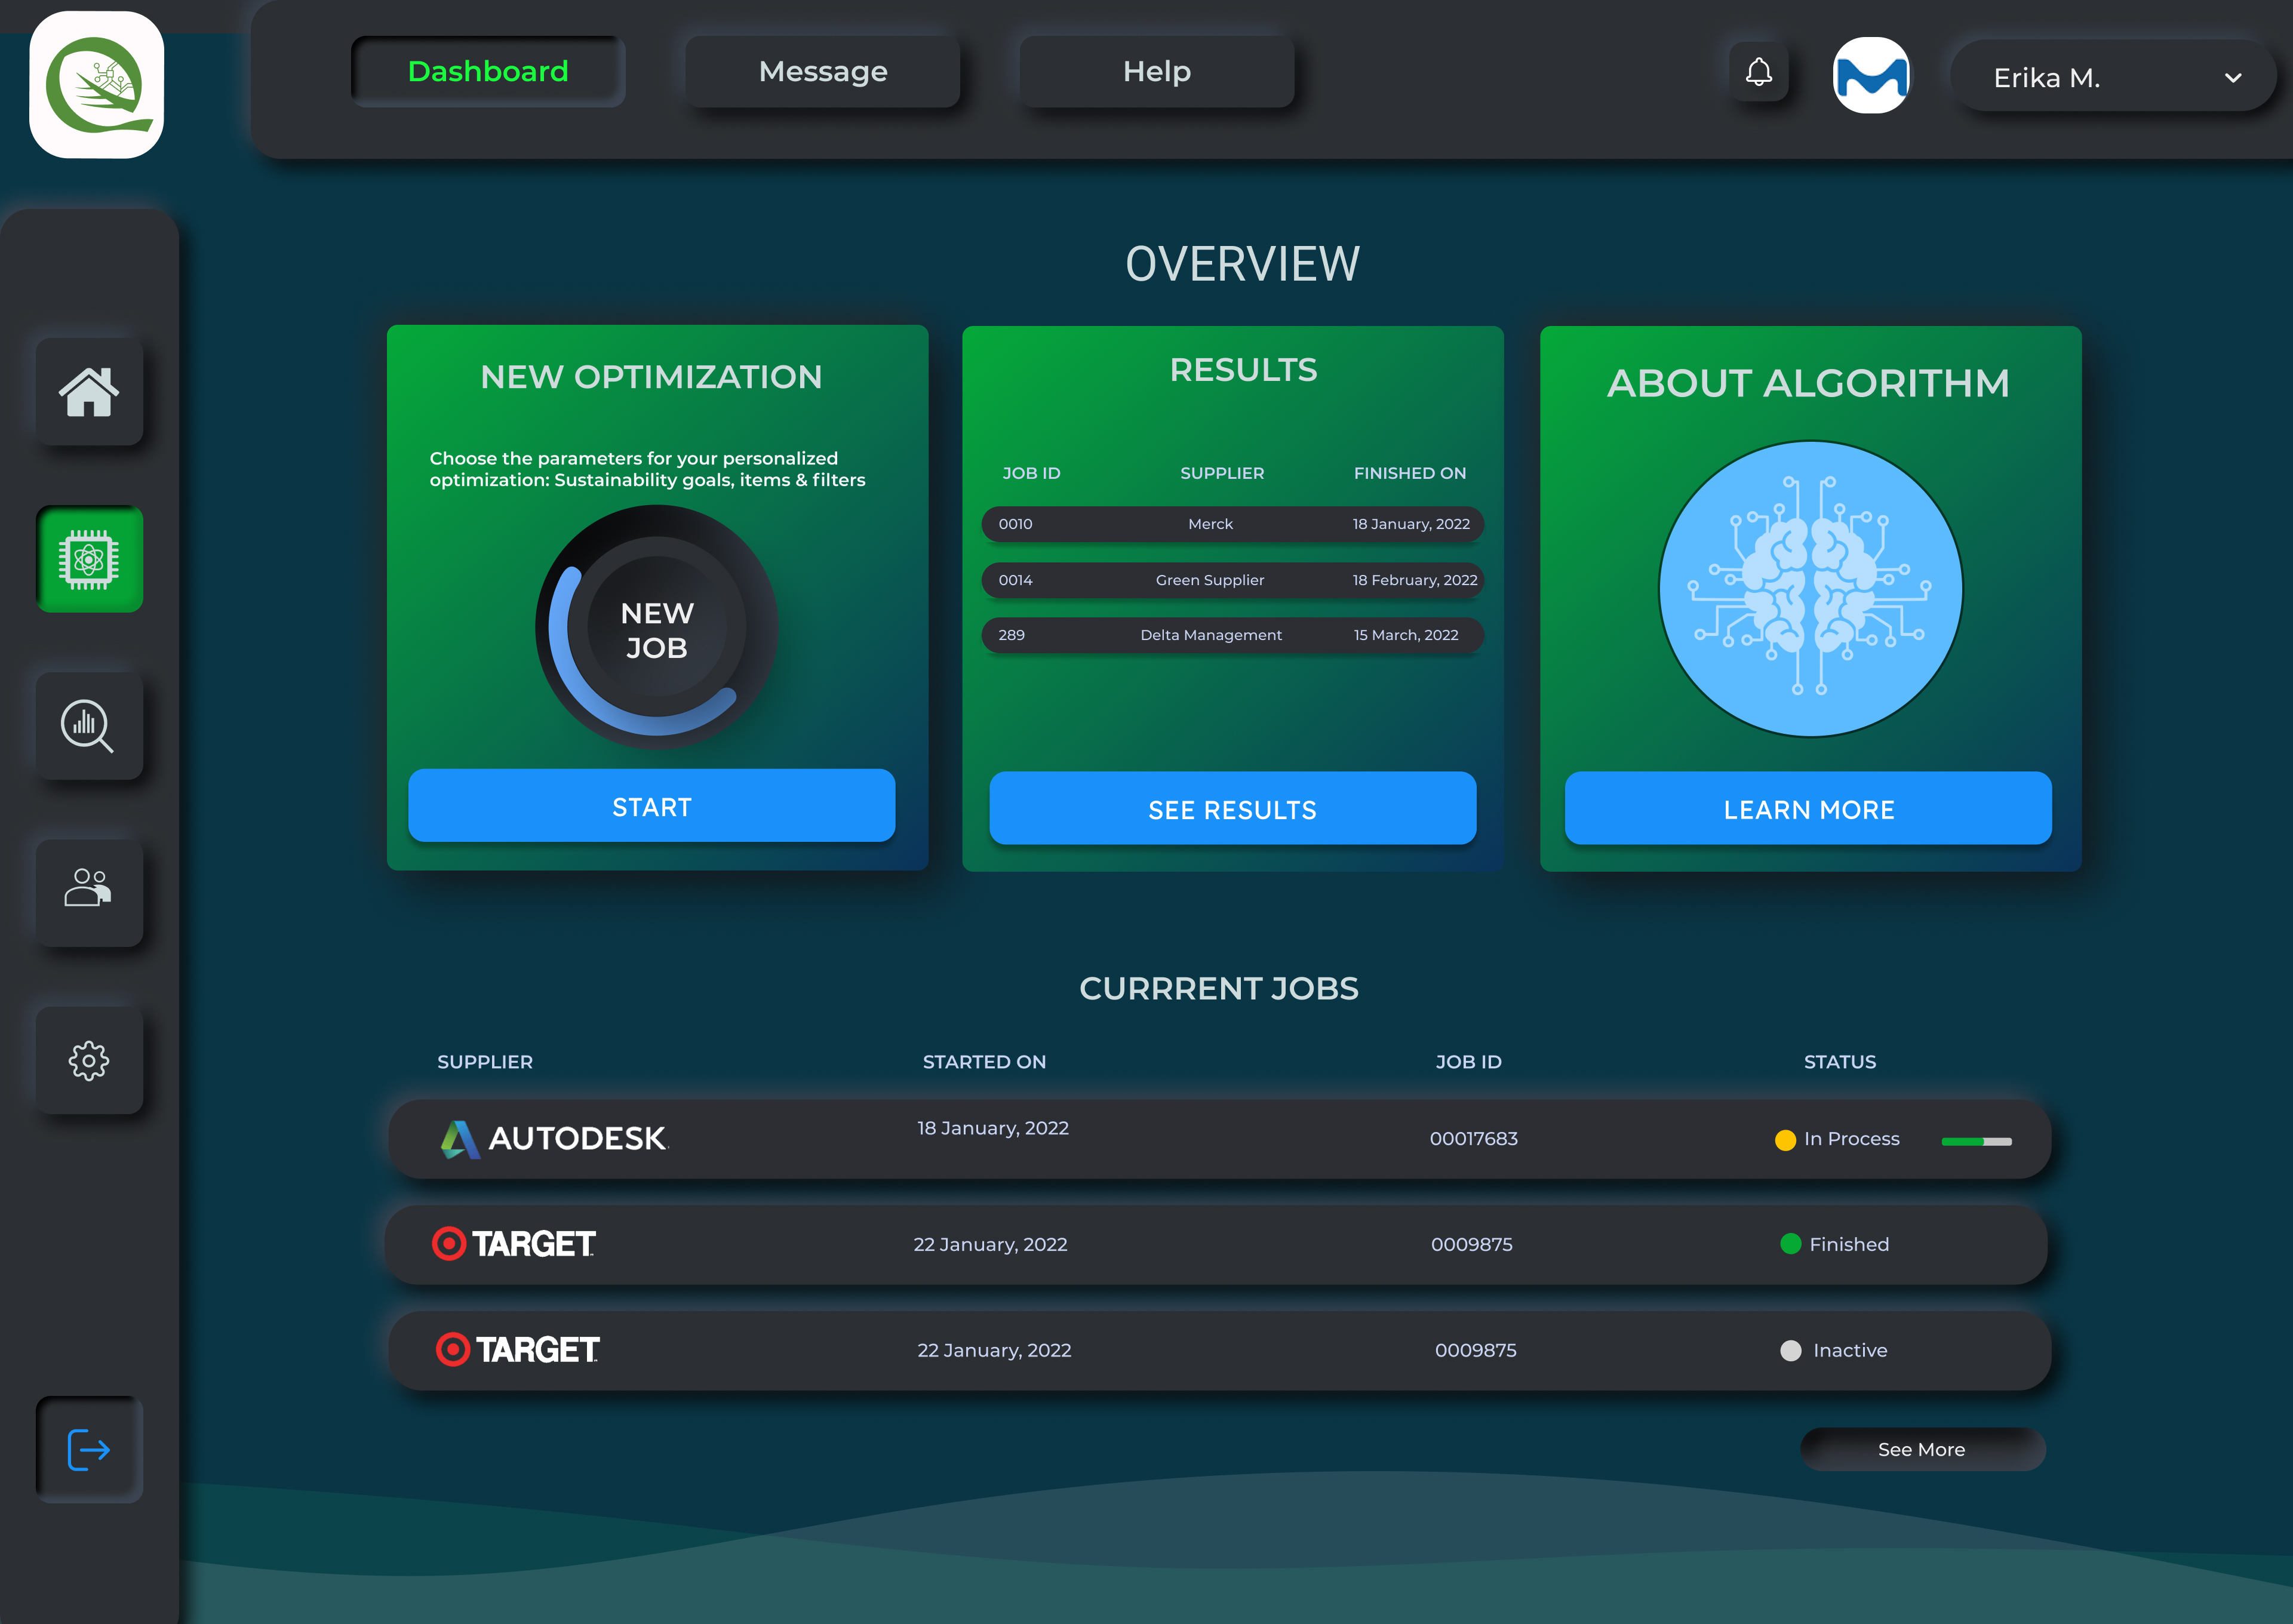 Dashboard
Message
Help
Erika M.
OVERVIEW
NEW OPTIMIZATION
Choose the parameters for your personalized
optimization: Sustainability goals, items & filters
NEW
JOB
START
RESULTS
JOB ID SUPPLIER FINISHED ON
0010 Merck 18 January, 2022
0014 Green Supplier 18 February, 2022
289 Delta Management 15 March, 2022
SEE RESULTS
ABOUT ALGORITHM
LEARN MORE
CURRRENT JOBS
SUPPLIER STARTED ON JOB ID STATUS
AUTODESK 18 January, 2022 00017683 In Process
TARGET 22 January, 2022 0009875 Finished
TARGET 22 January, 2022 0009875 Inactive
See More